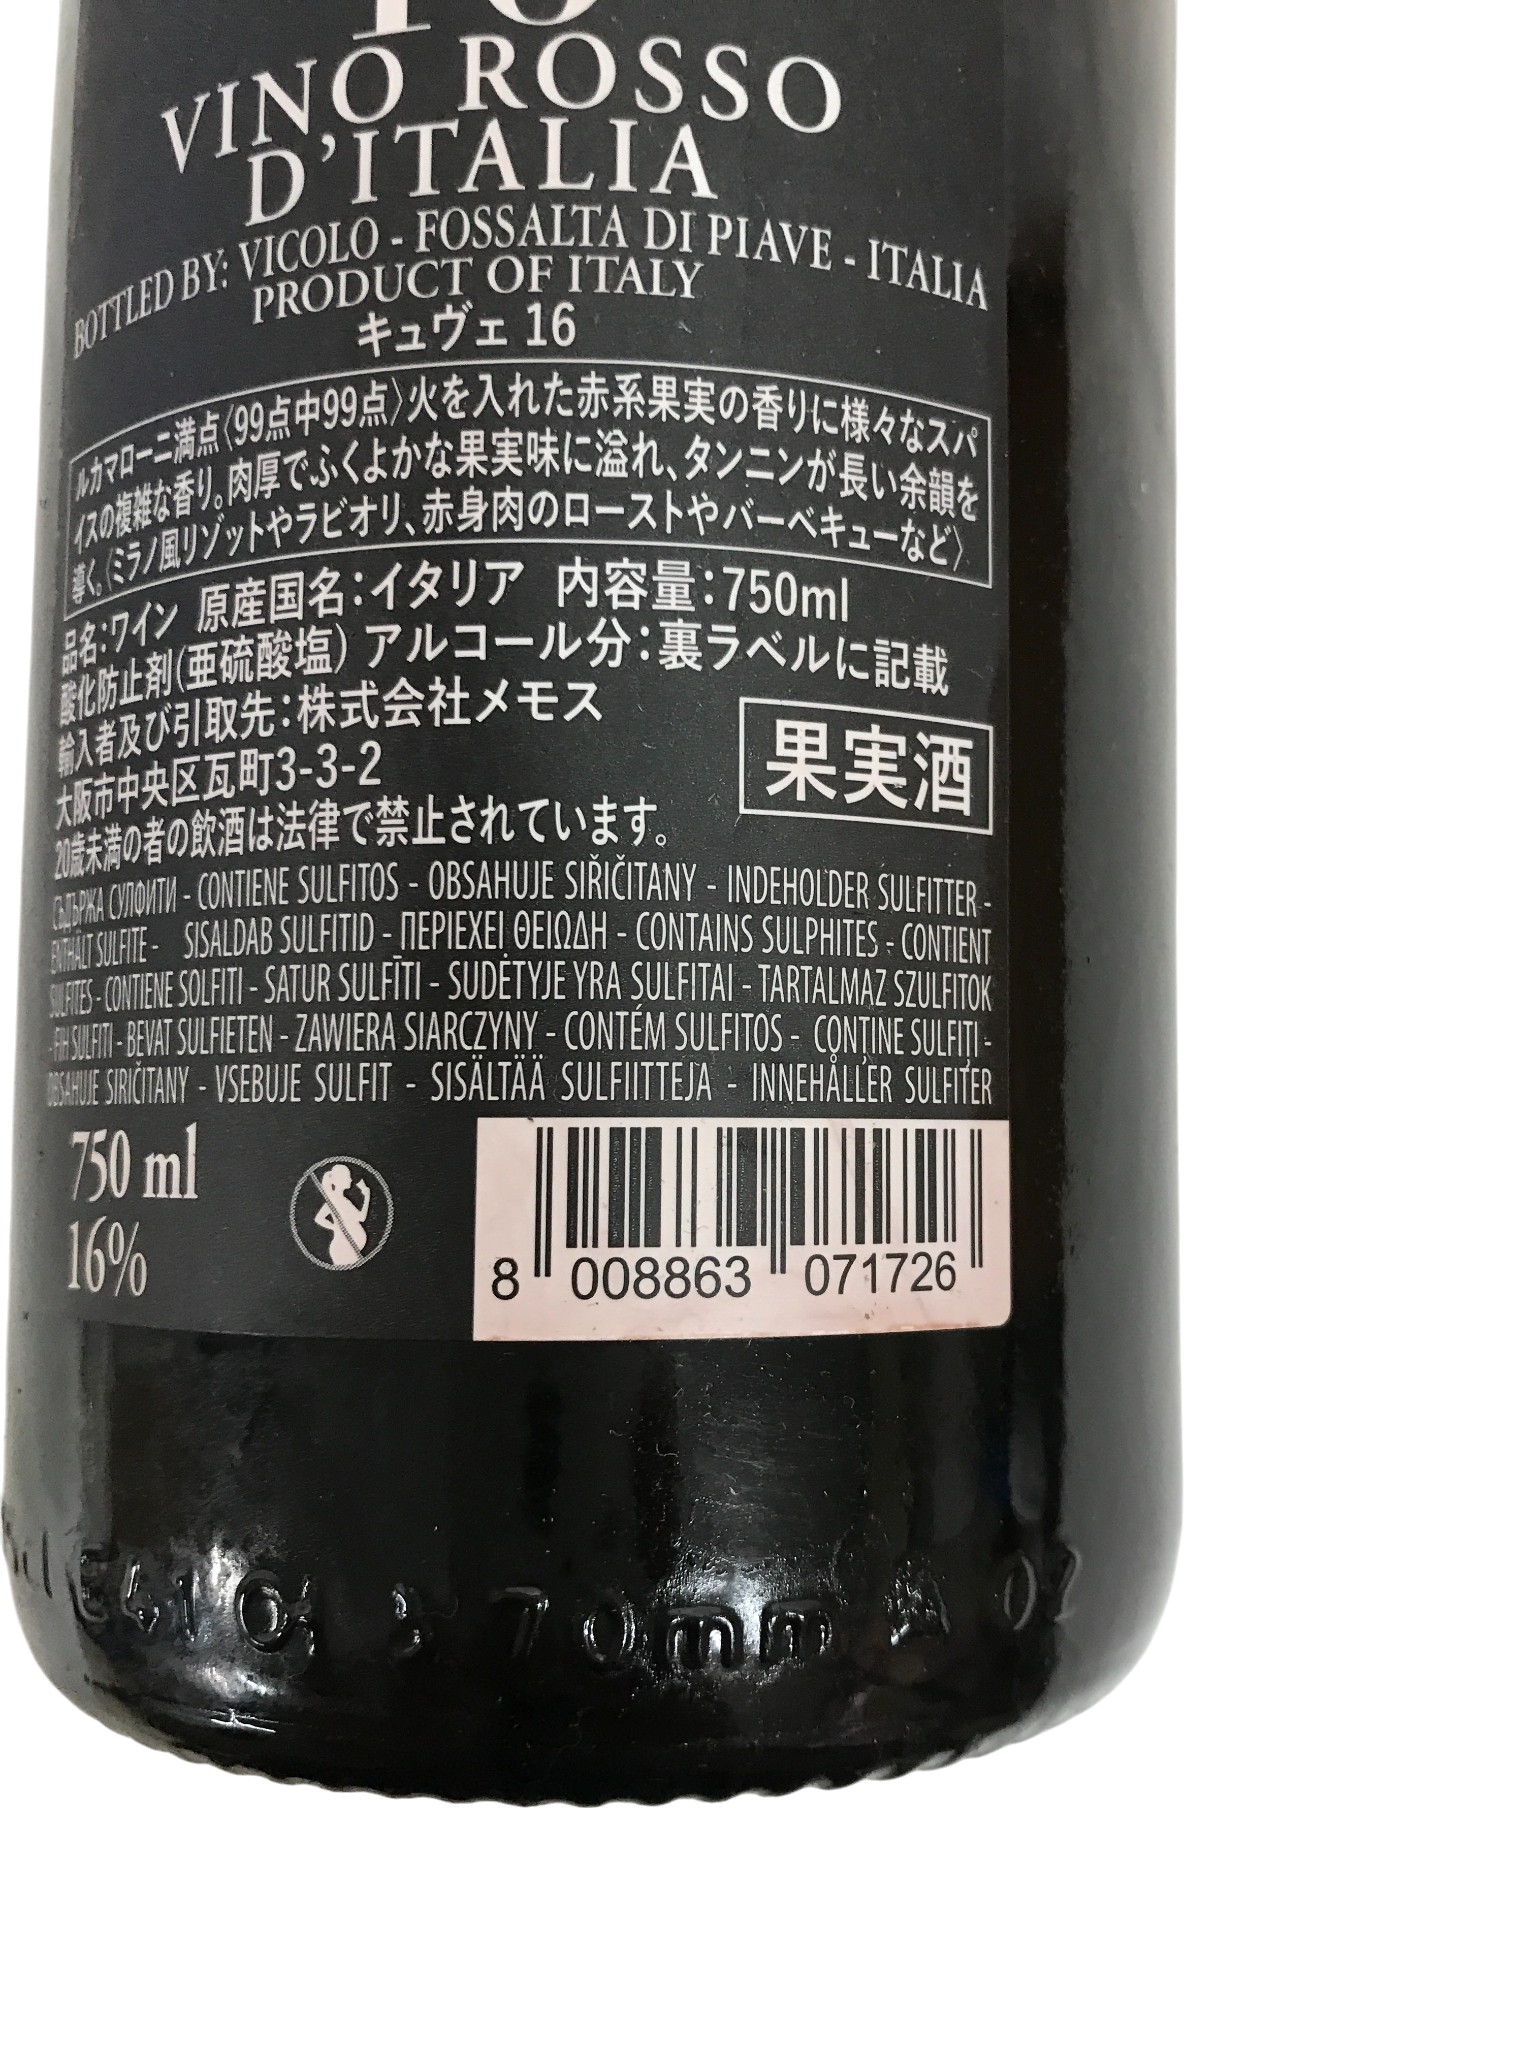 VINO ROSSO
D'ITALIA
BOTTLED BY: VICOLO - FOSSALTA DI PIAVE - ITALIA
PRODUCT OF ITALY
キュヴェ 16
ルカマローニ満点〈99点中99点〉火を入れた赤系果実の香りに様々なスパ
イスの複雑な香り。肉厚でふくよかな果実味に溢れ、タンニンが長い余韻を
導く。〈ミラノ風リゾットやラビオリ、赤身肉のローストやバーベキューなど〉
品名：ワイン 原産国名：イタリア 内容量：750ml
酸化防止剤（亜硫酸塩） アルコール分：裏ラベルに記載
輸入者及び引取先：株式会社メモス
大阪市中央区瓦町3-3-2
果実酒
20歳未満の者の飲酒は法律で禁止されています。
СЪДЪРЖА СУЛФИТИ - CONTIENE SULFITOS - OBSAHUJE SIŘIČITANY - INDEHOLDER SULFITTER -
ENTHÄLT SULFITE - SISALDAB SULFITID - ΠΕΡΙΕΧΕΙ ΘΕΙΩΔΗ - CONTAINS SULPHITES - CONTIENT
SULFITES - CONTIENE SOLFITI - SATUR SULFĪTI - SUDĖTYJE YRA SULFITAI - TARTALMAZ SZULFITOK
- FIH SULFITI - BEVAT SULFIETEN - ZAWIERA SIARCZYNY - CONTÉM SULFITOS - CONȚINE SULFIȚI -
OBSAHUJE SIRIČITANY - VSEBUJE SULFIT - SISÄLTÄÄ SULFIITTEJA - INNEHÅLLER SULFITER
750 ml
16%
8 008863 071726
70mm